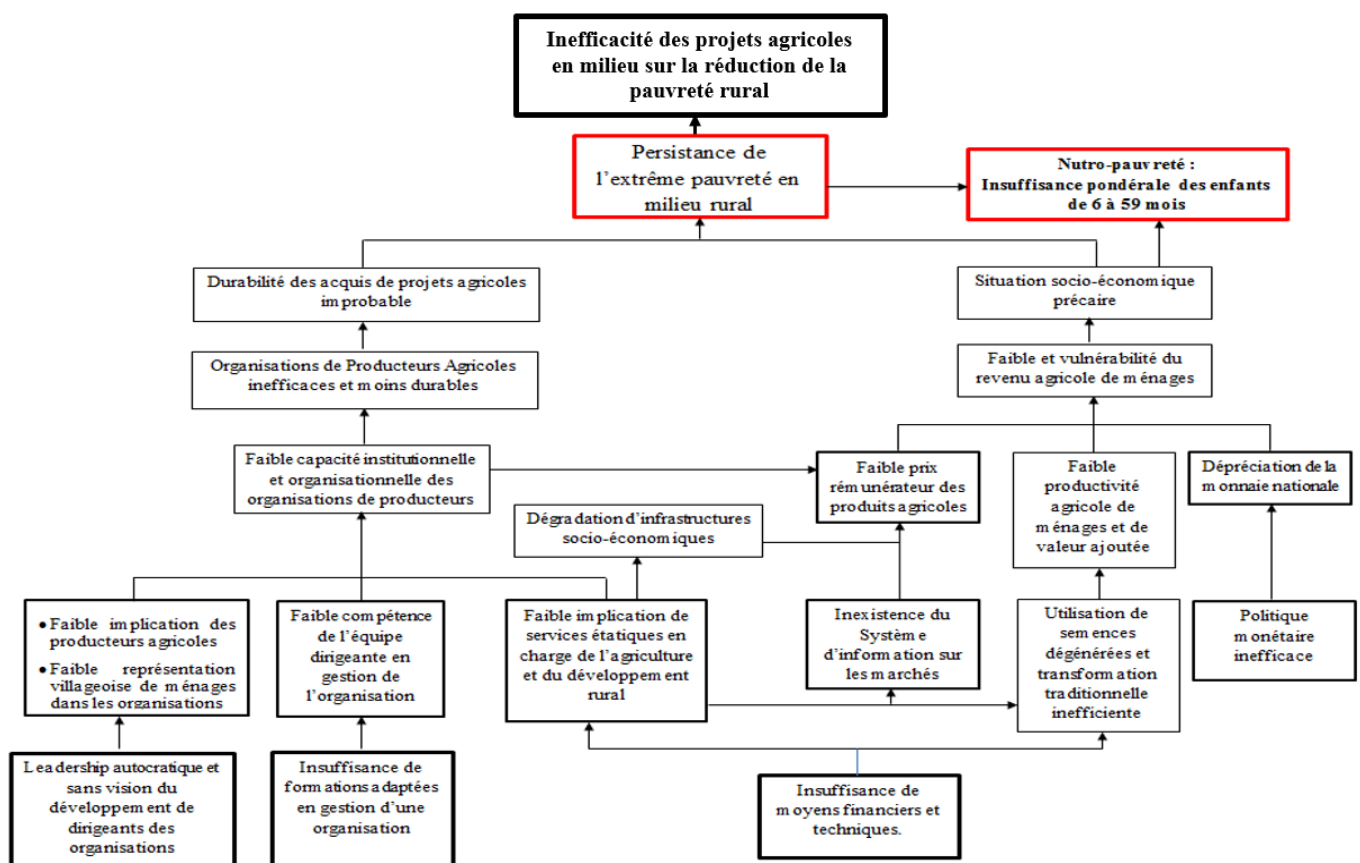 Inefficacité des projets agricoles
en milieu sur la réduction de la
pauvreté rural
Persistance de
l'extrême pauvreté en
milieu rural
Nutro-pauvreté :
Insuffisance pondérale des enfants
de 6 à 59 mois
Durabilité des acquis de projets agricoles
improbable
Situation socio-économique
précaire
Organisations de Producteurs Agricoles
inefficaces et moins durables
Faible et vulnérabilité du
revenu agricole de ménages
Faible capacité institutionnelle
et organisationnelle des
organisations de producteurs
Faible prix
rémunérateur des
produits agricoles
Faible
productivité
agricole de
ménages et de
valeur ajoutée
Dépréciation de la
monnaie nationale
Dégradation d'infrastructures
socio-économiques
• Faible implication des
producteurs agricoles
• Faible représentation
villageoise de ménages
dans les organisations
Faible compétence
de l'équipe
dirigeante en
gestion de
l'organisation
Faible implication de
services étatiques en
charge de l'agriculture
et du développement
rural
Inexistence du
Système
d'information sur
les marchés
Utilisation de
semences
dégénérées et
transformation
traditionnelle
inefficiente
Politique
monétaire
inefficace
Leadership autocratique et
sans vision du
développement de
dirigeants des
organisations
Insuffisance de
formations adaptées
en gestion d'une
organisation
Insuffisance de
moyens financiers et
techniques.